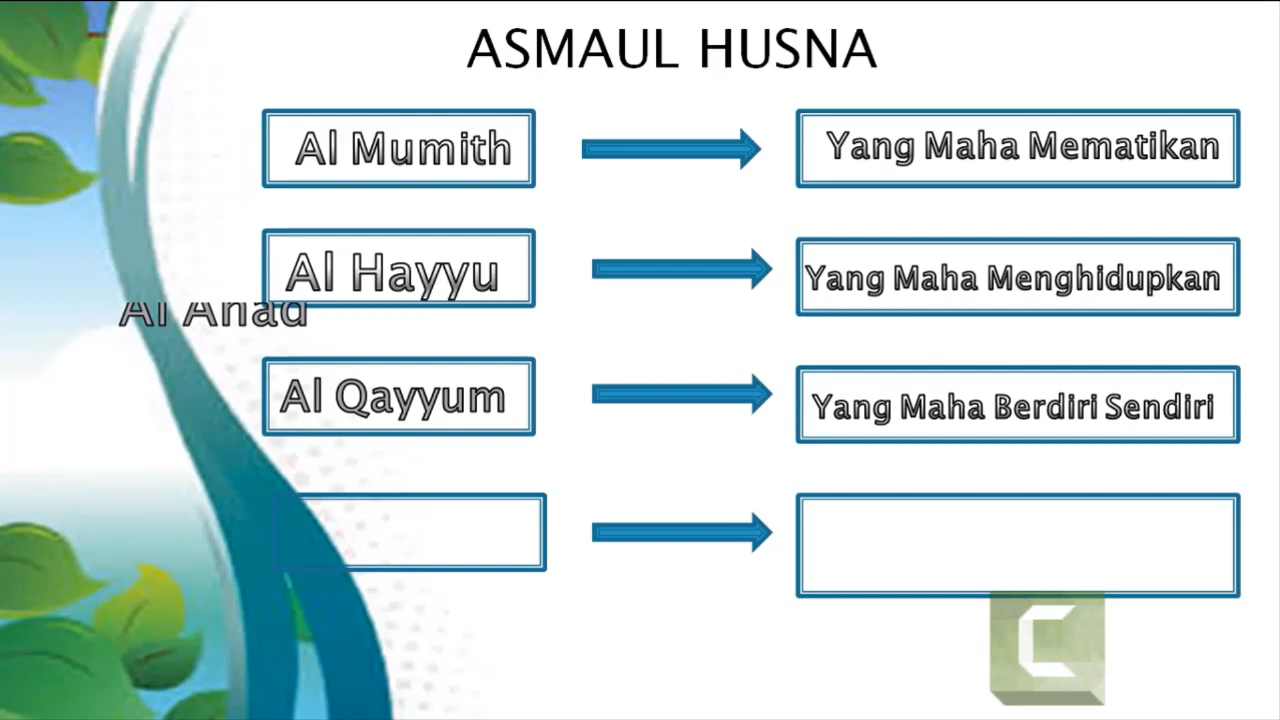 ASMAUL HUSNA
Al Mumith
Yang Maha Mematikan
Al Hayyu
Yang Maha Menghidupkan
Al Ahad
Al Qayyum
Yang Maha Berdiri Sendiri